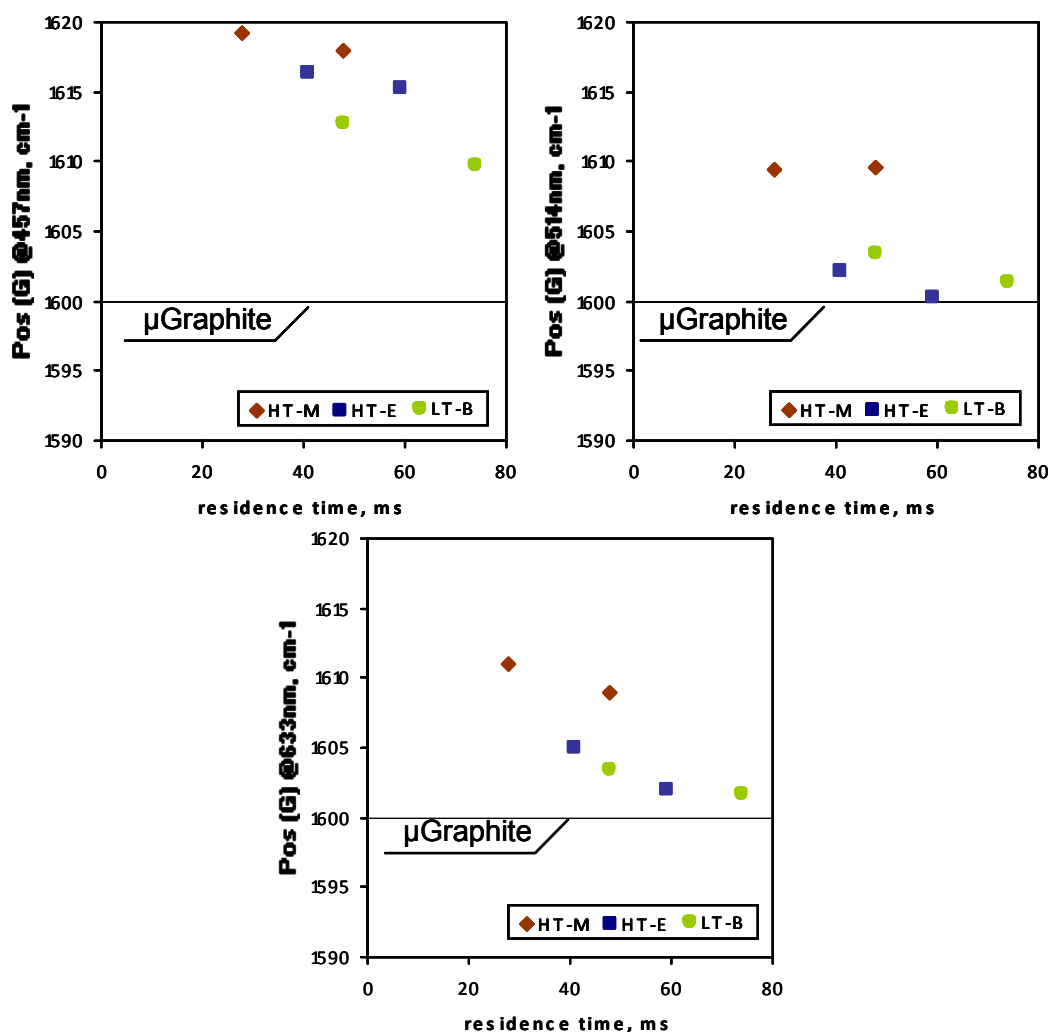 Pos (G) @457nm, cm-1
1620
1615
1610
1605
1600
1595
1590
µGraphite
HT-M HT-E LT-B
0 20 40 60 80
residence time, ms
Pos (G) @514nm, cm-1
1620
1615
1610
1605
1600
1595
1590
µGraphite
HT-M HT-E LT-B
0 20 40 60 80
residence time, ms
Pos (G) @633nm, cm-1
1620
1615
1610
1605
1600
1595
1590
µGraphite
HT-M HT-E LT-B
0 20 40 60 80
residence time, ms